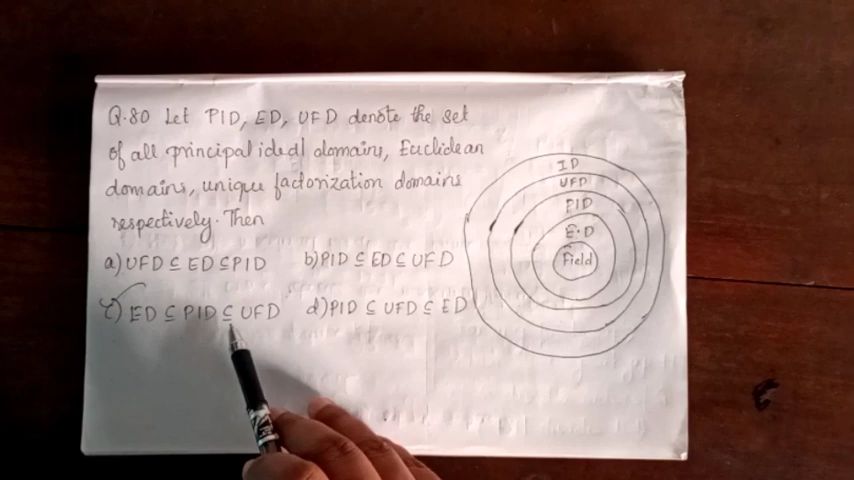 Q.80 Let PID, ED, UFD denote the set
of all principal ideal domains, Euclidean
domains, unique factorization domains
respectively. Then
a) UFD ⊆ ED ⊆ PID b) PID ⊆ ED ⊆ UFD
c) ED ⊆ PID ⊆ UFD d) PID ⊆ UFD ⊆ ED
ID
UFD
PID
E.D
Field